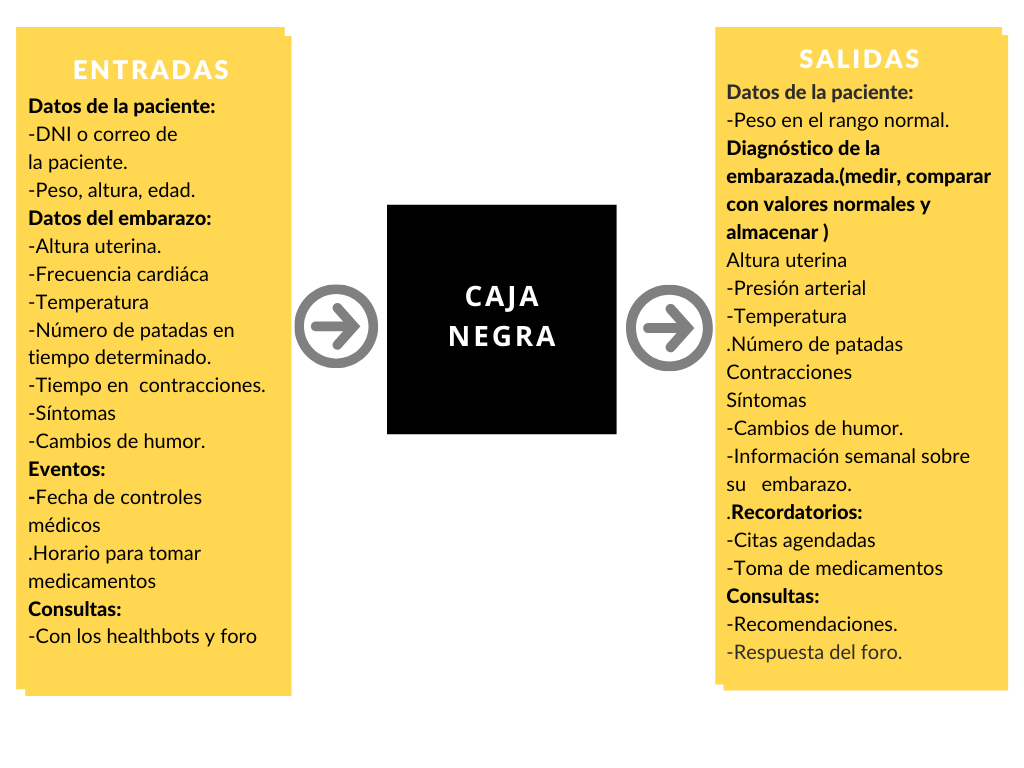 ENTRADAS
Datos de la paciente:
-DNI o correo de
la paciente.
-Peso, altura, edad.
Datos del embarazo:
-Altura uterina.
-Frecuencia cardiáca
-Temperatura
-Número de patadas en
tiempo determinado.
-Tiempo en  contracciones.
-Síntomas
-Cambios de humor.
Eventos:
-Fecha de controles
médicos
.Horario para tomar
medicamentos
Consultas:
-Con los healthbots y foro
CAJA
NEGRA
SALIDAS
Datos de la paciente:
-Peso en el rango normal.
Diagnóstico de la
embarazada.(medir, comparar
con valores normales y
almacenar )
Altura uterina
-Presión arterial
-Temperatura
.Número de patadas
Contracciones
Síntomas
-Cambios de humor.
-Información semanal sobre
su   embarazo.
.Recordatorios:
-Citas agendadas
-Toma de medicamentos
Consultas:
-Recomendaciones.
-Respuesta del foro.